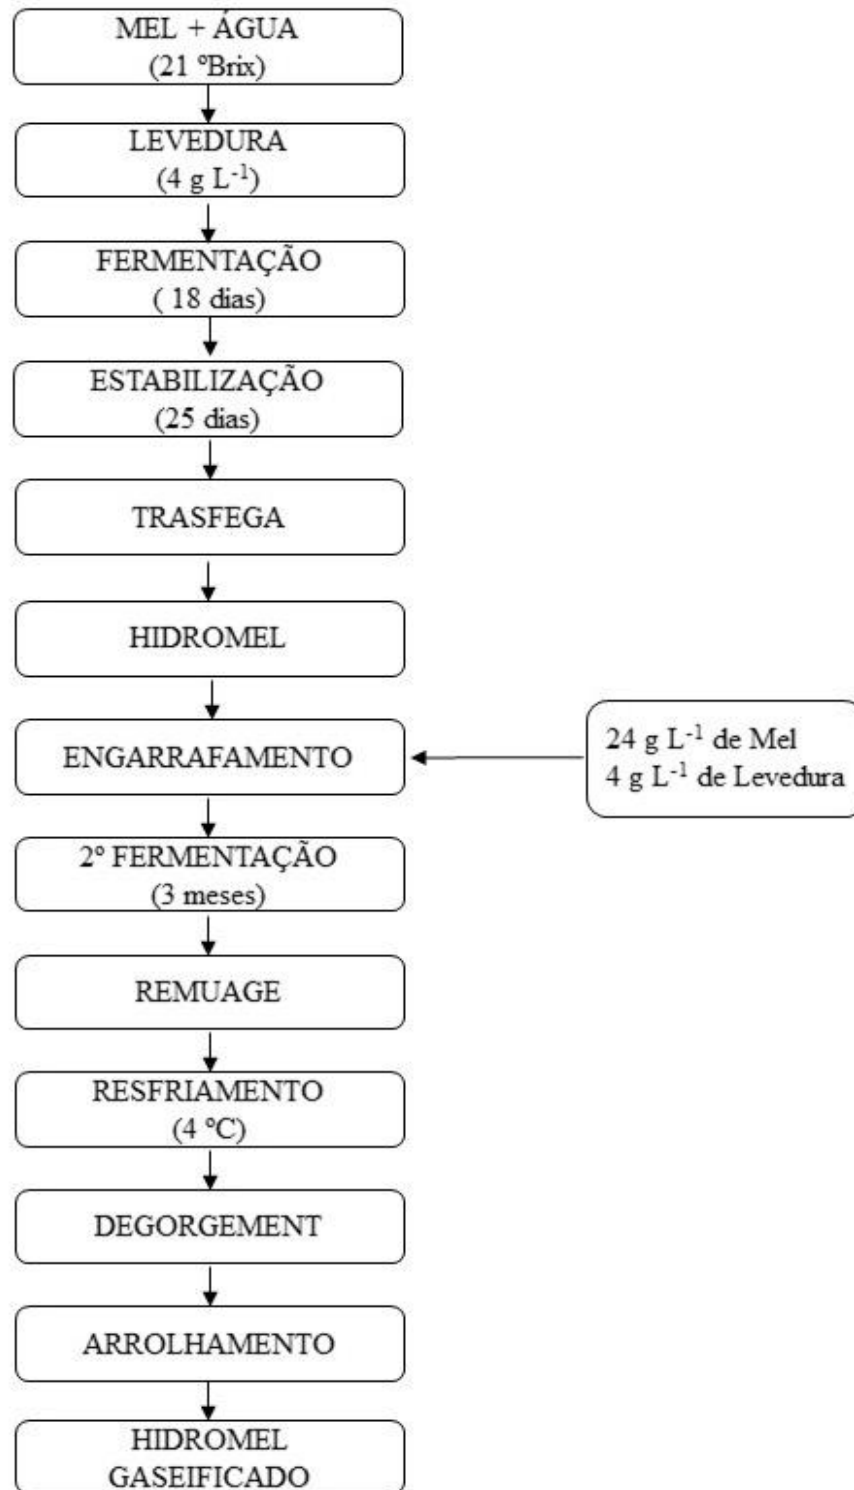 MEL + ÁGUA
(21 ºBrix)
LEVEDURA
(4 g L⁻¹)
FERMENTAÇÃO
( 18 dias)
ESTABILIZAÇÃO
(25 dias)
TRASFEGA
HIDROMEL
ENGARRAFAMENTO
24 g L⁻¹ de Mel
4 g L⁻¹ de Levedura
2º FERMENTAÇÃO
(3 meses)
REMUAGE
RESFRIAMENTO
(4 ºC)
DEGORGEMENT
ARROLHAMENTO
HIDROMEL
GASEIFICADO